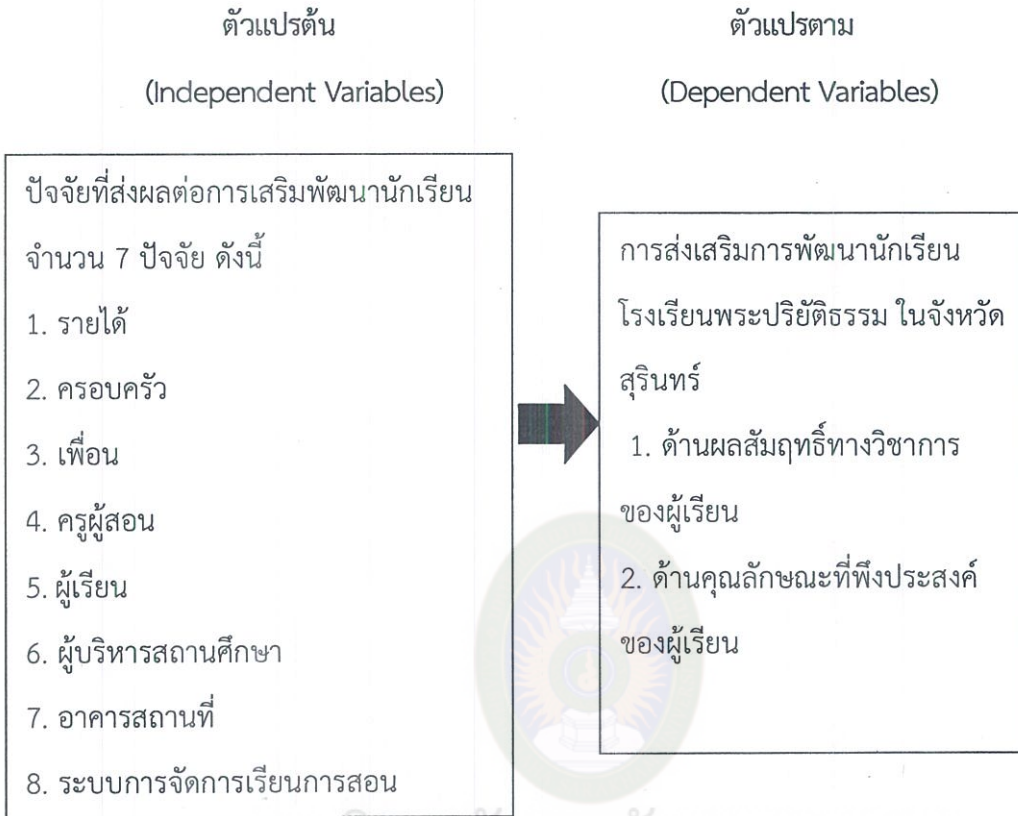 ตัวแปรต้น
(Independent Variables)
ปัจจัยที่ส่งผลต่อการเสริมพัฒนานักเรียน
จำนวน 7 ปัจจัย ดังนี้
1. รายได้
2. ครอบครัว
3. เพื่อน
4. ครูผู้สอน
5. ผู้เรียน
6. ผู้บริหารสถานศึกษา
7. อาคารสถานที่
8. ระบบการจัดการเรียนการสอน
ตัวแปรตาม
(Dependent Variables)
การส่งเสริมการพัฒนานักเรียน
โรงเรียนพระปริยัติธรรม ในจังหวัด
สุรินทร์
1. ด้านผลสัมฤทธิ์ทางวิชาการ
ของผู้เรียน
2. ด้านคุณลักษณะที่พึงประสงค์
ของผู้เรียน